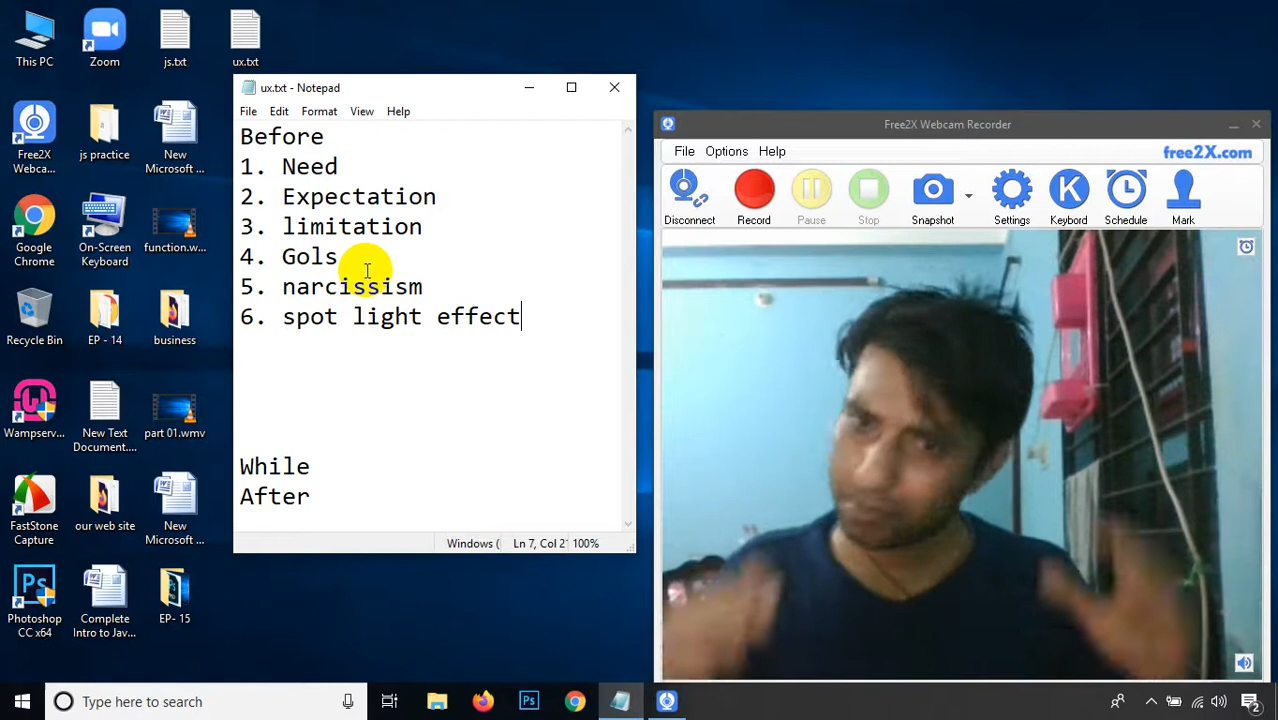 This PC
Zoom
js.txt
ux.txt
Free2X
Webca...
js practice
New
Microsoft ...
Google
Chrome
On-Screen
Keyboard
function.w...
Recycle Bin
EP - 14
business
Wampserv...
New Text
Document....
part 01.wmv
FastStone
Capture
our web site
New
Microsoft ...
Photoshop
CC x64
Complete
Intro to Jav...
EP- 15
ux.txt - Notepad
File Edit Format View Help
Before
1. Need
2. Expectation
3. limitation
4. Gols
5. narcissism
6. spot light effect
While
After
Windows ( Ln 7, Col 2 100%
Free2X Webcam Recorder
File Options Help
free2X.com
Disconnect Record Pause Stop Snapshot Settings Keybord Schedule Mark
Type here to search
2